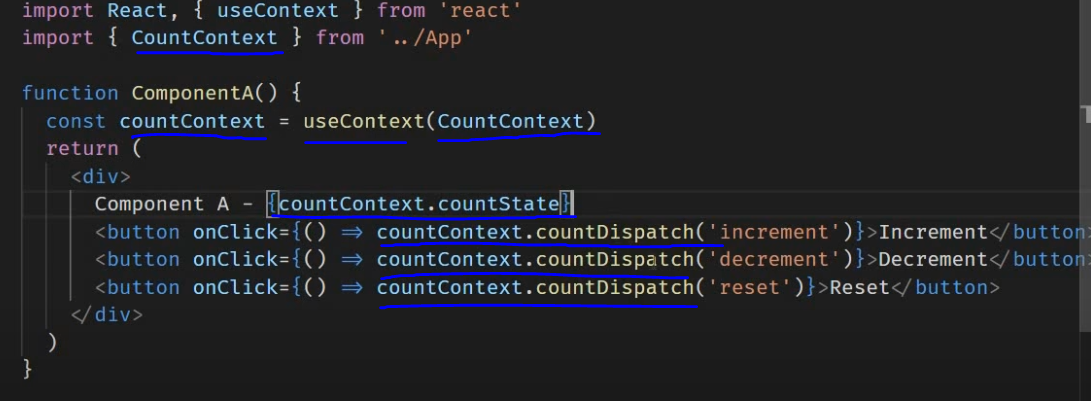 import React, { useContext } from 'react'
import { CountContext } from '../App'
function ComponentA() {
const countContext = useContext(CountContext)
return (
<div>
Component A - {countContext.countState}
<button onClick={() => countContext.countDispatch('increment')}>Increment</button>
<button onClick={() => countContext.countDispatch('decrement')}>Decrement</button>
<button onClick={() => countContext.countDispatch('reset')}>Reset</button>
</div>
)
}